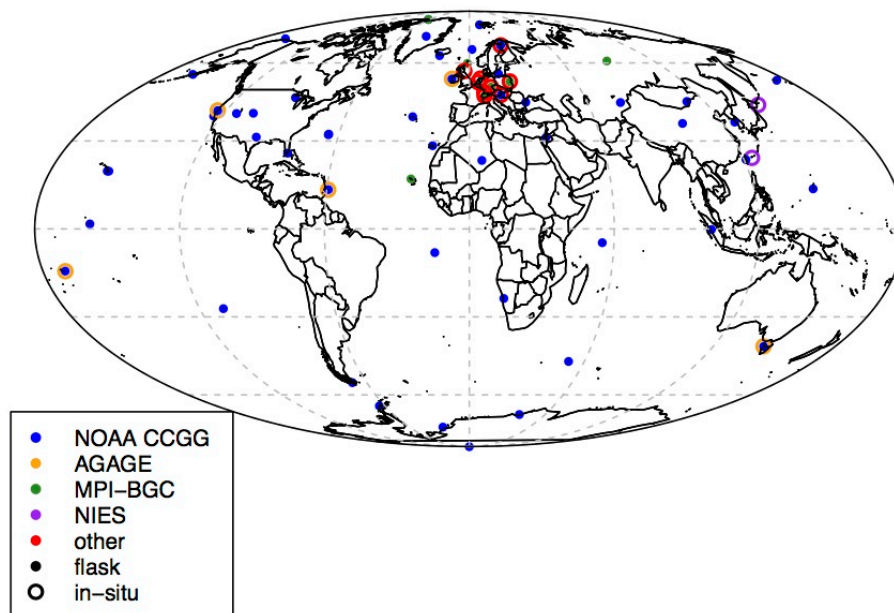 NOAA CCGG
AGAGE
MPI−BGC
NIES
other
flask
in−situ